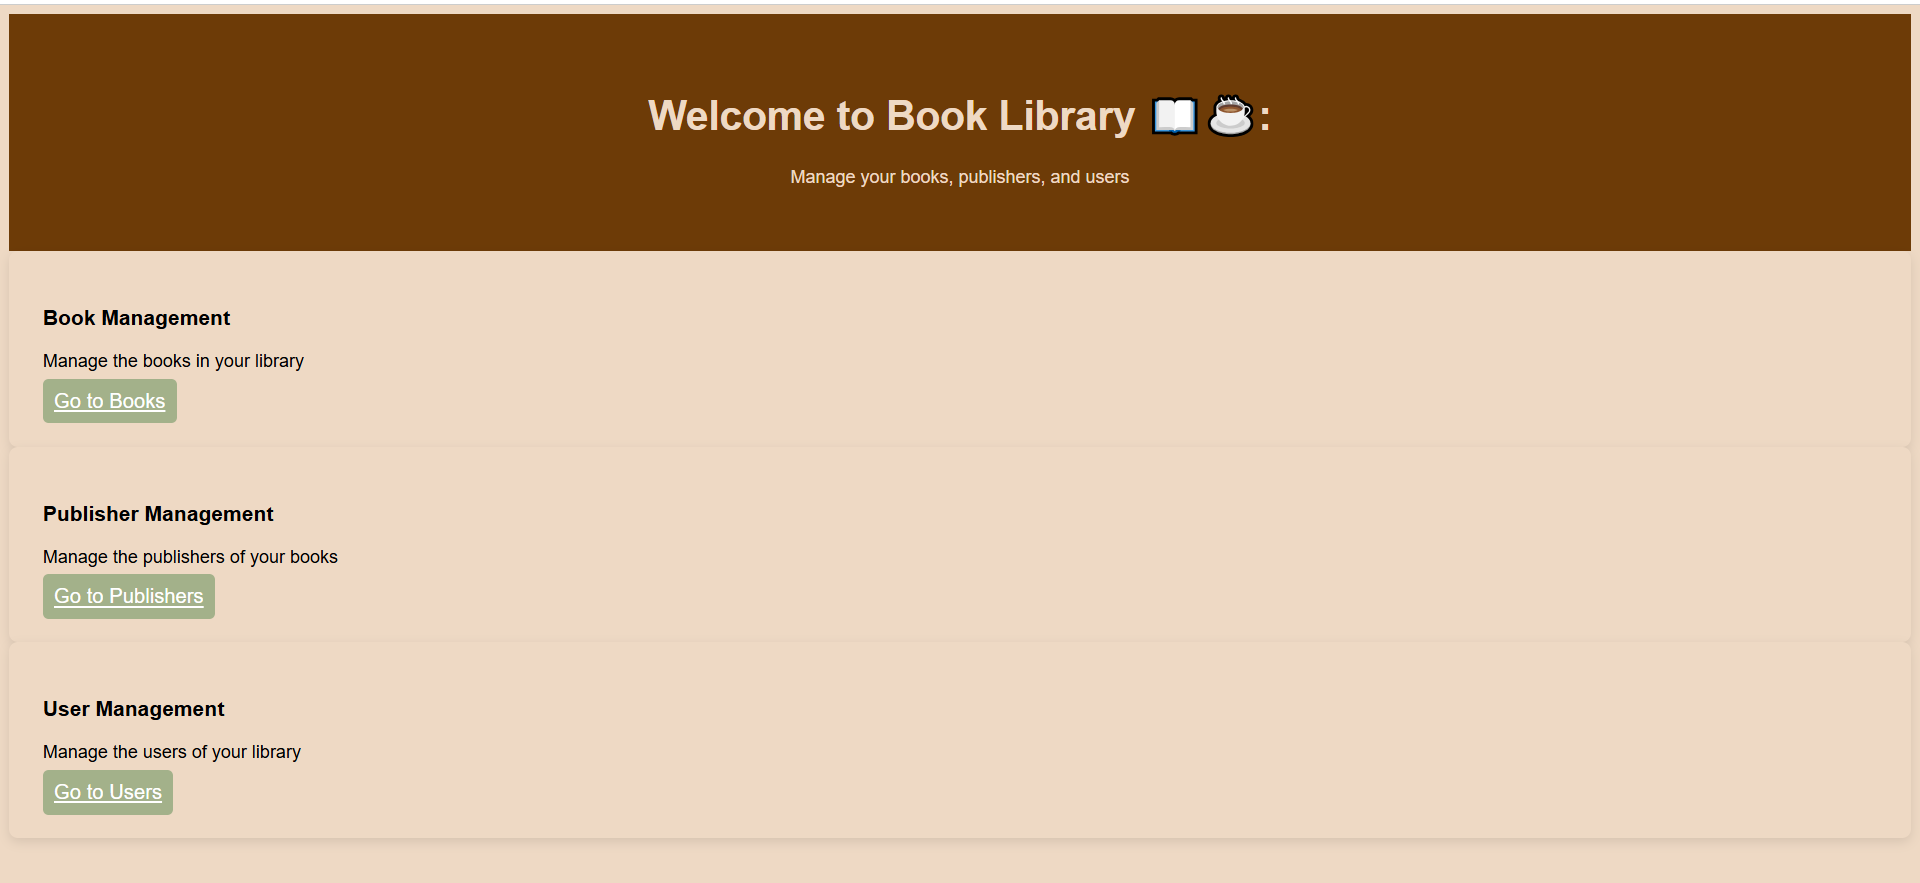 Welcome to Book Library 📖☕:
Manage your books, publishers, and users
Book Management
Manage the books in your library
Go to Books
Publisher Management
Manage the publishers of your books
Go to Publishers
User Management
Manage the users of your library
Go to Users